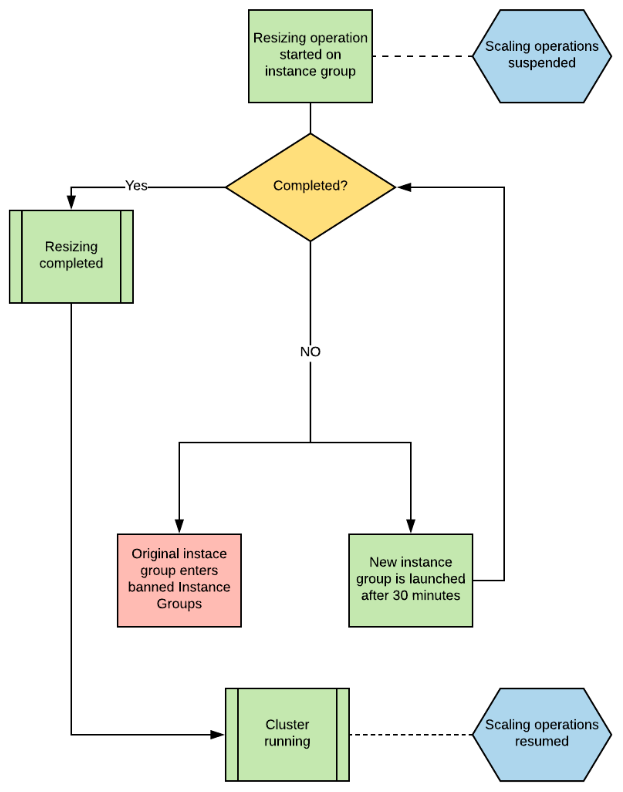 Resizing operation
started on
instance group
Scaling operations
suspended
Completed?
Yes
Resizing
completed
NO
Original instace
group enters
banned Instance
Groups
New instance
group is launched
after 30 minutes
Cluster
running
Scaling operations
resumed